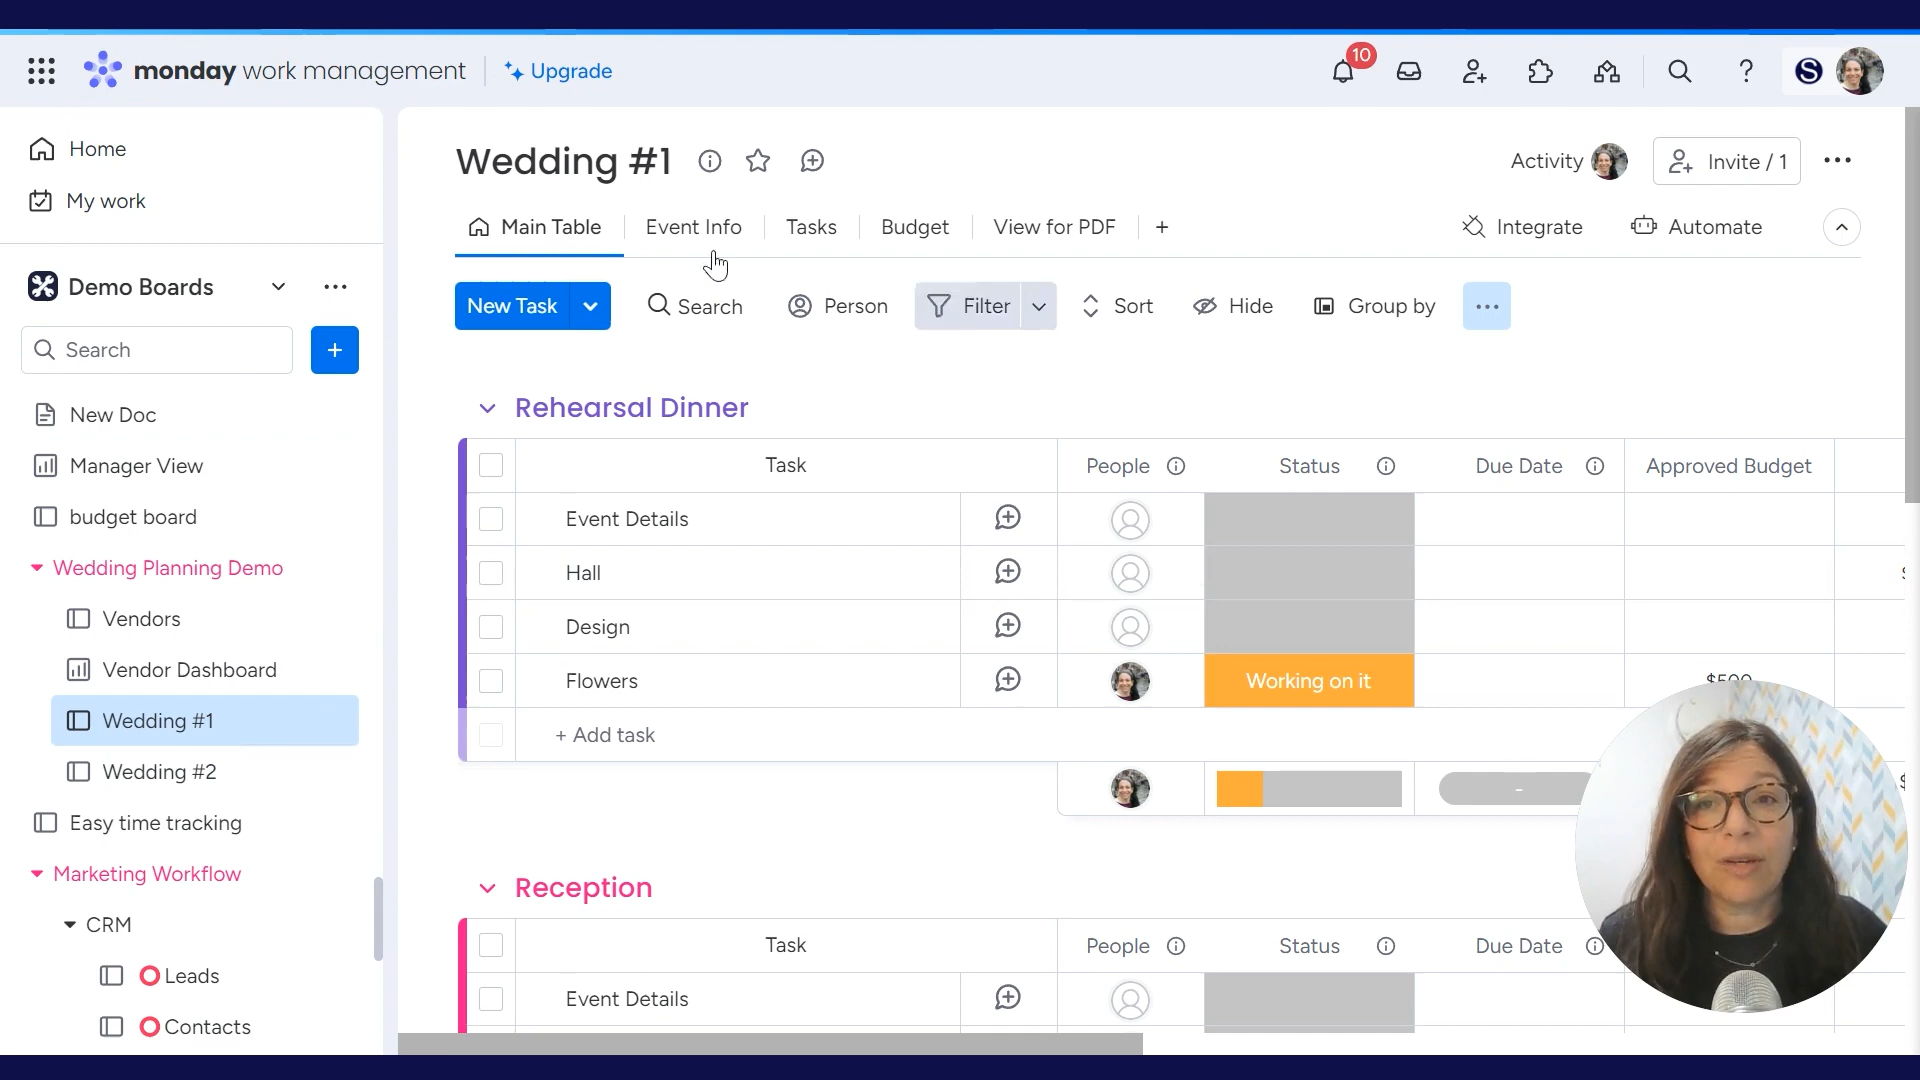 monday work management
Upgrade
10
S
Home
My work
Demo Boards
Search
New Doc
Manager View
budget board
Wedding Planning Demo
Vendors
Vendor Dashboard
Wedding #1
Wedding #2
Easy time tracking
Marketing Workflow
CRM
Leads
Contacts
Wedding #1
Activity
Invite / 1
Main Table
Event Info
Tasks
Budget
View for PDF
+
Integrate
Automate
New Task
Search
Person
Filter
Sort
Hide
Group by
Rehearsal Dinner
Task People Status Due Date Approved Budget
Event Details
Hall
Design
Flowers Working on it $500
+ Add task
-
Reception
Task People Status Due Date
Event Details